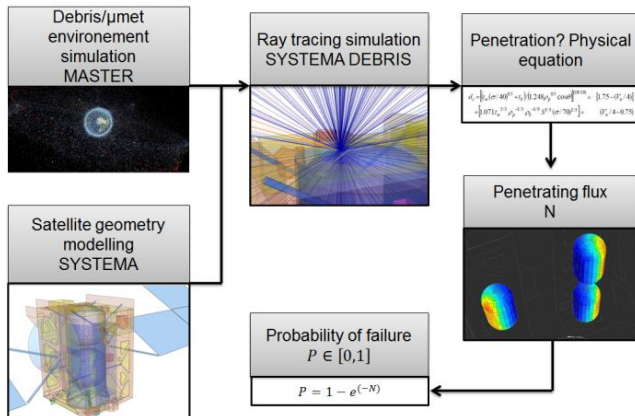 Debris/µmet
environement
simulation
MASTER
Ray tracing simulation
SYSTEMA DEBRIS
Penetration? Physical
equation
Satellite geometry
modelling
SYSTEMA
Penetrating flux
N
Probability of failure
P ∈ [0,1]
P = 1 − e^(−N)